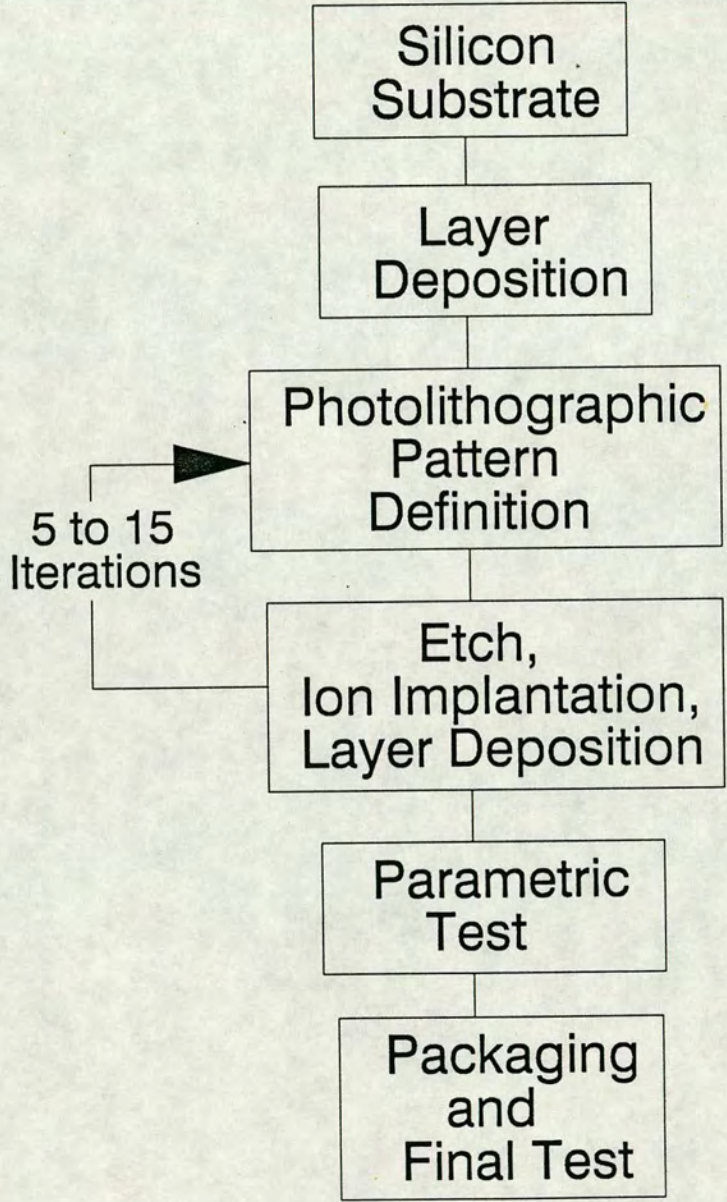 Silicon
Substrate
Layer
Deposition
Photolithographic
Pattern
Definition
5 to 15
Iterations
Etch,
Ion Implantation,
Layer Deposition
Parametric
Test
Packaging
and
Final Test